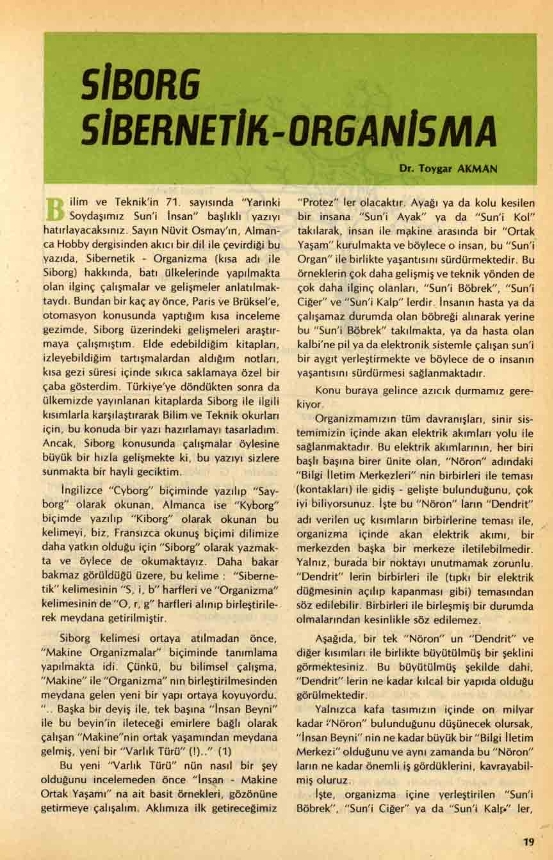 SİBORG
SİBERNETİK-ORGANİSMA
Dr. Toygar AKMAN
Bilim ve Teknik'in 71. sayısında "Yarınki
Soydaşımız Sun'i İnsan" başlıklı yazıyı
hatırlayacaksınız. Sayın Nüvit Osmay'ın, Alman-
ca Hobby dergisinden akıcı bir dil ile çevirdiği bu
yazıda, Sibernetik - Organizma (kısa adı ile
Siborg) hakkında, batı ülkelerinde yapılmakta
olan ilginç çalışmalar ve gelişmeler anlatılmak-
taydı. Bundan bir kaç ay önce, Paris ve Brüksel'e,
otomasyon konusunda yaptığım kısa inceleme
gezimde, Siborg üzerindeki gelişmeleri araştır-
maya çalışmıştım. Elde edebildiğim kitapları,
izleyebildiğim tartışmalardan aldığım notları,
kısa gezi süresi içinde sıkıca saklamaya özel bir
çaba gösterdim. Türkiye'ye döndükten sonra da
ülkemizde yayınlanan kitaplarda Siborg ile ilgili
kısımlarla karşılaştırarak Bilim ve Teknik okurları
için, bu konuda bir yazı hazırlamayı tasarladım.
Ancak, Siborg konusunda çalışmalar öylesine
büyük bir hızla gelişmekte ki, bu yazıyı sizlere
sunmakta bir hayli geciktim.
İngilizce "Cyborg" biçiminde yazılıp "Say-
borg" olarak okunan, Almanca ise "Kyborg"
biçimde yazılıp "Kiborg" olarak okunan bu
kelimeyi, biz, Fransızca okunuş biçimi dilimize
daha yatkın olduğu için "Siborg" olarak yazmak-
ta ve öylece de okumaktayız. Daha bakar
bakmaz görüldüğü üzere, bu kelime : "Siberne-
tik" kelimesinin "S, i, b" harfleri ve "Organizma"
kelimesinin de "O, r, g" harfleri alınıp birleştirile-
rek meydana getirilmiştir.
Siborg kelimesi ortaya atılmadan önce,
"Makine Organizmalar" biçiminde tanımlama
yapılmakta idi. Çünkü, bu bilimsel çalışma,
"Makine" ile "Organizma" nın birleştirilmesinden
meydana gelen yeni bir yapı ortaya koyuyordu.
".. Başka bir deyiş ile, tek başına "İnsan Beyni"
ile bu beyin'in ileteceği emirlere bağlı olarak
çalışan "Makine"nin ortak yaşamından meydana
gelmiş, yeni bir "Varlık Türü" (!).." (1)
Bu yeni "Varlık Türü" nün nasıl bir şey
olduğunu incelemeden önce "İnsan - Makine
Ortak Yaşamı" na ait basit örnekleri, gözönüne
getirmeye çalışalım. Aklımıza ilk getireceğimiz
"Protez" ler olacaktır. Ayağı ya da kolu kesilen
bir insana "Sun'i Ayak" ya da "Sun'i Kol"
takılarak, insan ile makine arasında bir "Ortak
Yaşam" kurulmakta ve böylece o insan, bu "Sun'i
Organ" ile birlikte yaşantısını sürdürmektedir. Bu
örneklerin çok daha gelişmiş ve teknik yönden de
çok daha ilginç olanları, "Sun'i Böbrek", "Sun'i
Ciğer" ve "Sun'i Kalp" lerdir. İnsanın hasta ya da
çalışamaz durumda olan böbreği alınarak yerine
bu "Sun'i Böbrek" takılmakta, ya da hasta olan
kalbi'ne pil ya da elektronik sistemle çalışan sun'i
bir aygıt yerleştirmekte ve böylece de o insanın
yaşantısını sürdürmesi sağlanmaktadır.
Konu buraya gelince azıcık durmamız gere-
kiyor.
Organizmamızın tüm davranışları, sinir sis-
temimizin içinde akan elektrik akımları yolu ile
sağlanmaktadır. Bu elektrik akımlarının, her biri
başlı başına birer ünite olan, "Nöron" adındaki
"Bilgi İletim Merkezleri" nin birbirleri ile teması
(kontakları) ile gidiş - gelişte bulunduğunu, çok
iyi biliyorsunuz. İşte bu "Nöron" ların "Dendrit"
adı verilen uç kısımların birbirlerine teması ile,
organizma içinde akan elektrik akımı, bir
merkezden başka bir merkeze iletilebilmedir.
Yalnız, burada bir noktayı unutmamak zorunlu.
"Dendrit" lerin birbirleri ile (tıpkı bir elektrik
düğmesinin açılıp kapanması gibi) temasından
söz edilebilir. Birbirleri ile birleşmiş bir durumda
olmalarından kesinlikle söz edilemez.
Aşağıda, bir tek "Nöron" un "Dendrit" ve
diğer kısımları ile birlikte büyütülmüş bir şeklini
görmektesiniz. Bu büyütülmüş şekilde dahi,
"Dendrit" lerin ne kadar kılcal bir yapıda olduğu
görülmektedir.
Yalnızca kafa tasımızın içinde on milyar
kadar "Nöron" bulunduğunu düşünecek olursak,
"İnsan Beyni" nin ne kadar büyük bir "Bilgi İletim
Merkezi" olduğunu ve aynı zamanda bu "Nöron"
ların ne kadar önemli iş gördüklerini, kavrayabil-
miş oluruz.
İşte, organizma içine yerleştirilen "Sun'i
Böbrek", "Sun'i Ciğer" ya da "Sun'i Kalp" ler,
19